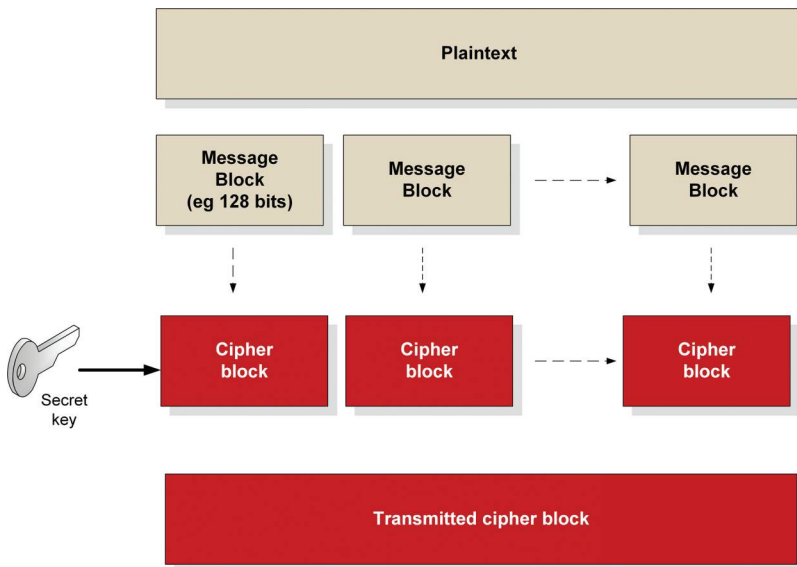 Plaintext
Message
Block
(eg 128 bits)
Message
Block
Message
Block
Cipher
block
Cipher
block
Cipher
block
Secret
key
Transmitted cipher block